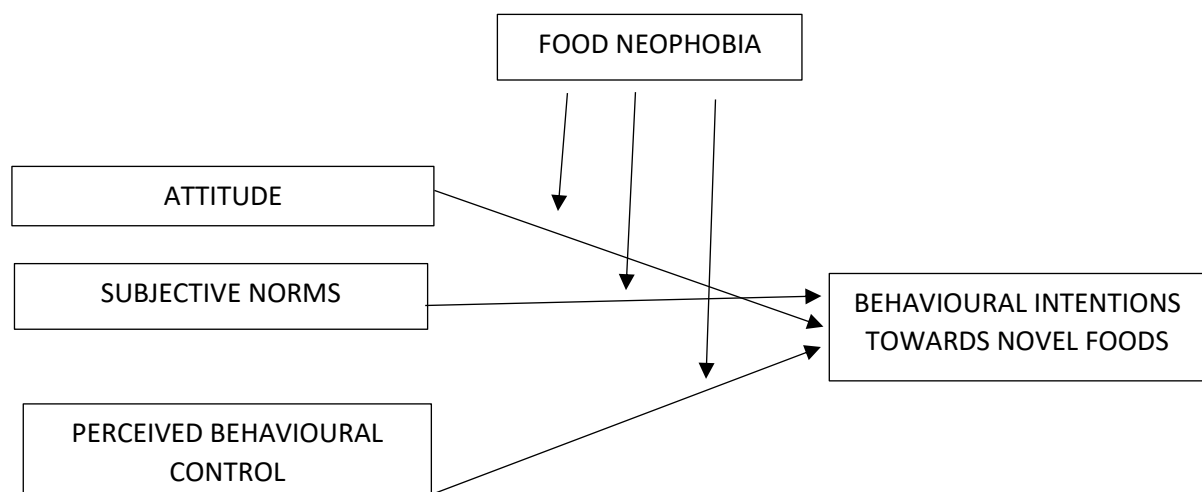 FOOD NEOPHOBIA
ATTITUDE
SUBJECTIVE NORMS
BEHAVIOURAL INTENTIONS
TOWARDS NOVEL FOODS
PERCEIVED BEHAVIOURAL
CONTROL